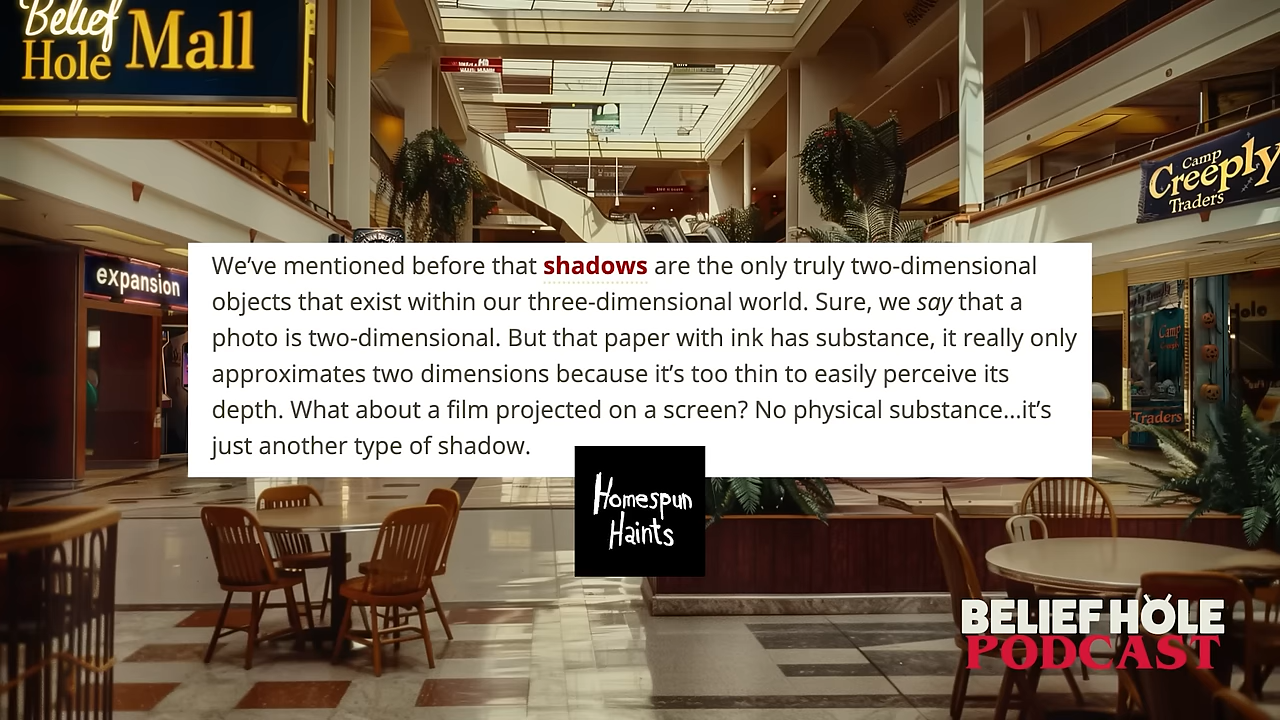 Belief
Hole Mall
Camp
Creeply
Traders
expansion
We’ve mentioned before that shadows are the only truly two-dimensional
objects that exist within our three-dimensional world. Sure, we say that a
photo is two-dimensional. But that paper with ink has substance, it really only
approximates two dimensions because it’s too thin to easily perceive its
depth. What about a film projected on a screen? No physical substance...it’s
just another type of shadow.
Camp
Traders
Homespun
Haints
BELIEF HOLE
PODCAST